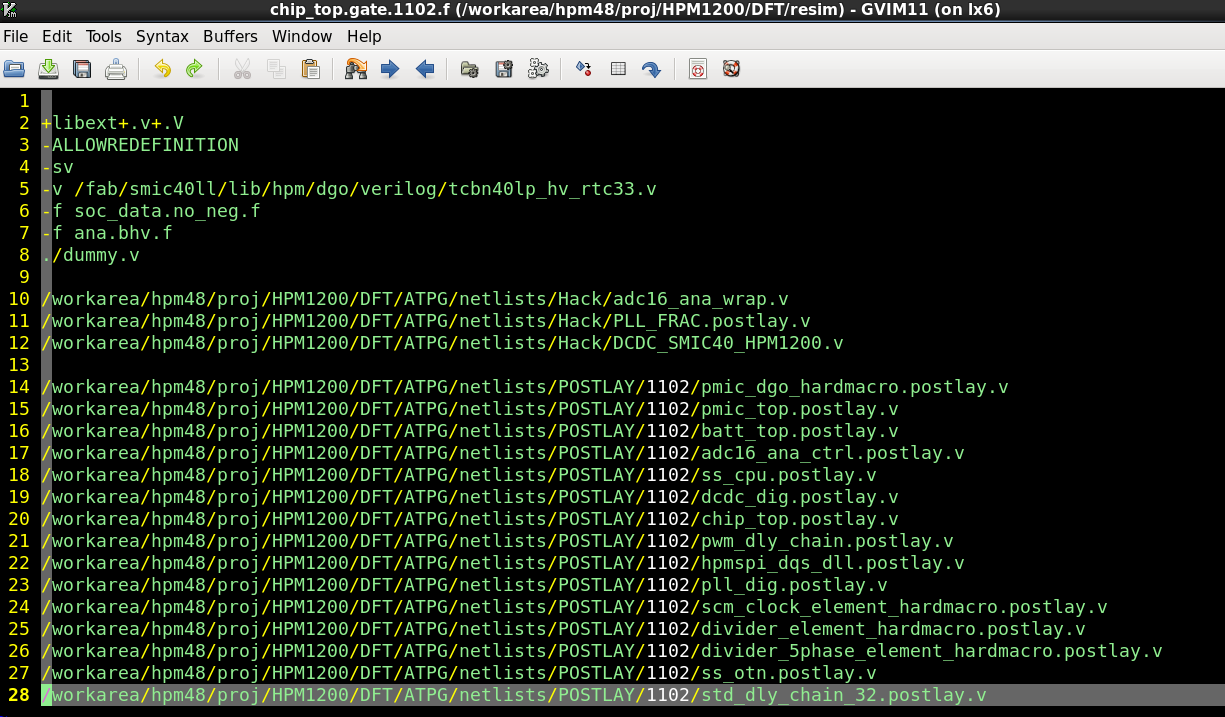 chip_top.gate.1102.f (/workarea/hpm48/proj/HPM1200/DFT/resim) - GVIM11 (on lx6)
File Edit Tools Syntax Buffers Window Help
1
2 +libext+.v+.V
3 -ALLOWREDEFINITION
4 -sv
5 -v /fab/smic40ll/lib/hpm/dgo/verilog/tcbn40lp_hv_rtc33.v
6 -f soc_data.no_neg.f
7 -f ana.bhv.f
8 ./dummy.v
9
10 /workarea/hpm48/proj/HPM1200/DFT/ATPG/netlists/Hack/adc16_ana_wrap.v
11 /workarea/hpm48/proj/HPM1200/DFT/ATPG/netlists/Hack/PLL_FRAC.postlay.v
12 /workarea/hpm48/proj/HPM1200/DFT/ATPG/netlists/Hack/DCDC_SMIC40_HPM1200.v
13
14 /workarea/hpm48/proj/HPM1200/DFT/ATPG/netlists/POSTLAY/1102/pmic_dgo_hardmacro.postlay.v
15 /workarea/hpm48/proj/HPM1200/DFT/ATPG/netlists/POSTLAY/1102/pmic_top.postlay.v
16 /workarea/hpm48/proj/HPM1200/DFT/ATPG/netlists/POSTLAY/1102/batt_top.postlay.v
17 /workarea/hpm48/proj/HPM1200/DFT/ATPG/netlists/POSTLAY/1102/adc16_ana_ctrl.postlay.v
18 /workarea/hpm48/proj/HPM1200/DFT/ATPG/netlists/POSTLAY/1102/ss_cpu.postlay.v
19 /workarea/hpm48/proj/HPM1200/DFT/ATPG/netlists/POSTLAY/1102/dcdc_dig.postlay.v
20 /workarea/hpm48/proj/HPM1200/DFT/ATPG/netlists/POSTLAY/1102/chip_top.postlay.v
21 /workarea/hpm48/proj/HPM1200/DFT/ATPG/netlists/POSTLAY/1102/pwm_dly_chain.postlay.v
22 /workarea/hpm48/proj/HPM1200/DFT/ATPG/netlists/POSTLAY/1102/hpmspi_dqs_dll.postlay.v
23 /workarea/hpm48/proj/HPM1200/DFT/ATPG/netlists/POSTLAY/1102/pll_dig.postlay.v
24 /workarea/hpm48/proj/HPM1200/DFT/ATPG/netlists/POSTLAY/1102/scm_clock_element_hardmacro.postlay.v
25 /workarea/hpm48/proj/HPM1200/DFT/ATPG/netlists/POSTLAY/1102/divider_element_hardmacro.postlay.v
26 /workarea/hpm48/proj/HPM1200/DFT/ATPG/netlists/POSTLAY/1102/divider_5phase_element_hardmacro.postlay.v
27 /workarea/hpm48/proj/HPM1200/DFT/ATPG/netlists/POSTLAY/1102/ss_otn.postlay.v
28 /workarea/hpm48/proj/HPM1200/DFT/ATPG/netlists/POSTLAY/1102/std_dly_chain_32.postlay.v